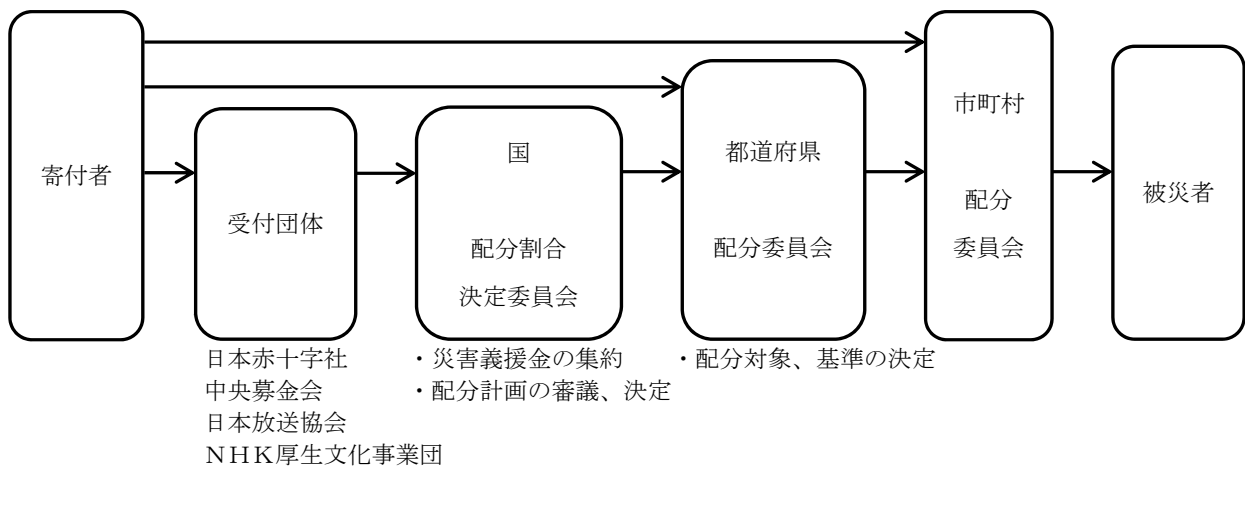 寄付者
受付団体
国
配分割合
決定委員会
都道府県
配分委員会
市町村
配分
委員会
被災者
日本赤十字社
中央募金会
日本放送協会
ＮＨＫ厚生文化事業団
・災害義援金の集約
・配分計画の審議、決定
・配分対象、基準の決定